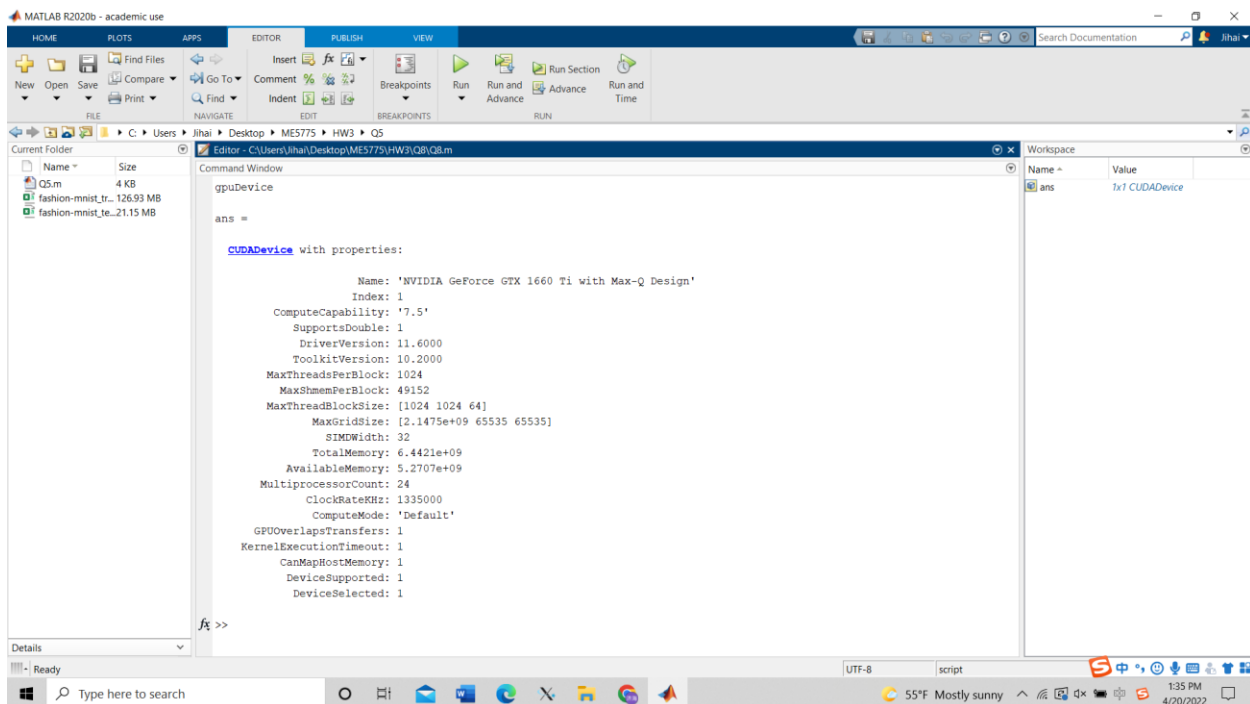 MATLAB R2020b - academic use
HOME PLOTS APPS EDITOR PUBLISH VIEW Search Documentation Jihai
New Open Save Find Files Compare Print Go To Find Insert fx Comment Indent Breakpoints Run Run and Advance Run Section Advance Run and Time
FILE NAVIGATE EDIT BREAKPOINTS RUN
C: Users Jihai Desktop ME5775 HW3 Q5
Current Folder
Name Size
Q5.m 4 KB
fashion-mnist_tr... 126.93 MB
fashion-mnist_te... 21.15 MB
Details
Editor - C:\Users\Jihai\Desktop\ME5775\HW3\Q8\Q8.m
Command Window
gpuDevice
ans =
CUDADevice with properties:
Name: 'NVIDIA GeForce GTX 1660 Ti with Max-Q Design'
Index: 1
ComputeCapability: '7.5'
SupportsDouble: 1
DriverVersion: 11.6000
ToolkitVersion: 10.2000
MaxThreadsPerBlock: 1024
MaxShmemPerBlock: 49152
MaxThreadBlockSize: [1024 1024 64]
MaxGridSize: [2.1475e+09 65535 65535]
SIMDWidth: 32
TotalMemory: 6.4421e+09
AvailableMemory: 5.2707e+09
MultiprocessorCount: 24
ClockRateKHz: 1335000
ComputeMode: 'Default'
GPUOverlapsTransfers: 1
KernelExecutionTimeout: 1
CanMapHostMemory: 1
DeviceSupported: 1
DeviceSelected: 1
fx >>
Workspace
Name Value
ans 1x1 CUDADevice
Ready UTF-8 script 中
Type here to search 55°F Mostly sunny 中 1:35 PM
4/20/2022